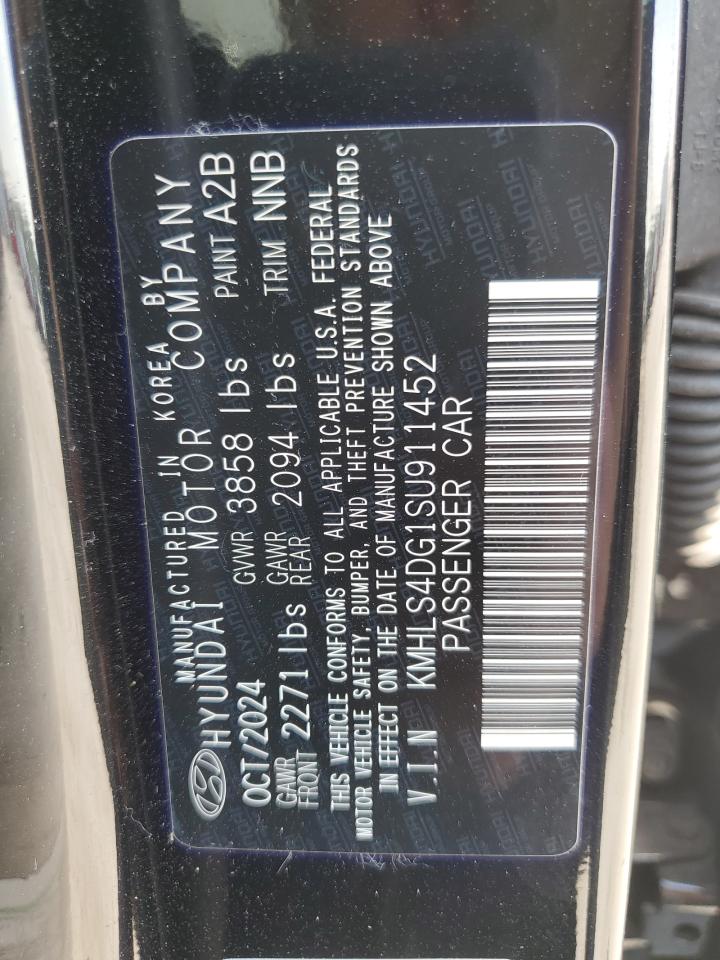 MANUFACTURED IN KOREA BY
HYUNDAI MOTOR COMPANY
OCT/2024 GVWR 3858 lbs PAINT A2B
GAWR FRONT 2271 lbs GAWR REAR 2094 lbs TRIM NNB
THIS VEHICLE CONFORMS TO ALL APPLICABLE U.S.A. FEDERAL
MOTOR VEHICLE SAFETY, BUMPER, AND THEFT PREVENTION STANDARDS
IN EFFECT ON THE DATE OF MANUFACTURE SHOWN ABOVE
V.I.N KMHLS4DG1SU911452
PASSENGER CAR